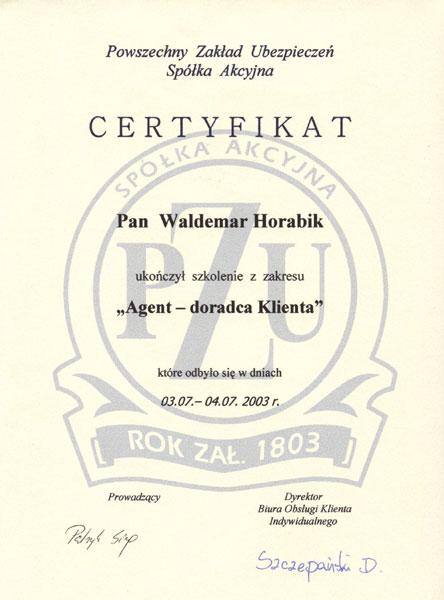 Powszechny Zakład Ubezpieczeń
Spółka Akcyjna
CERTYFIKAT
SPÓŁKA AKCYJNA
Pan Waldemar Horabik
PZU
ukończył szkolenie z zakresu
„Agent – doradca Klienta”
które odbyło się w dniach
03.07.– 04.07. 2003 r.
ROK ZAŁ. 1803
Prowadzący
Dyrektor
Biura Obsługi Klienta
Indywidualnego
Szczepański D.